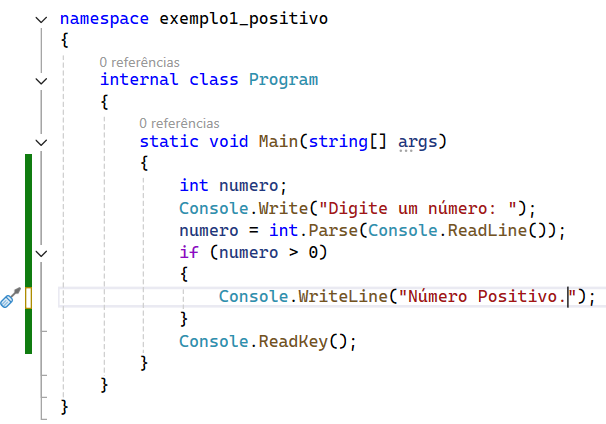 namespace exemplo1_positivo
{
0 referências
internal class Program
{
0 referências
static void Main(string[] args)
{
int numero;
Console.Write("Digite um número: ");
numero = int.Parse(Console.ReadLine());
if (numero > 0)
{
Console.WriteLine("Número Positivo.");
}
Console.ReadKey();
}
}
}